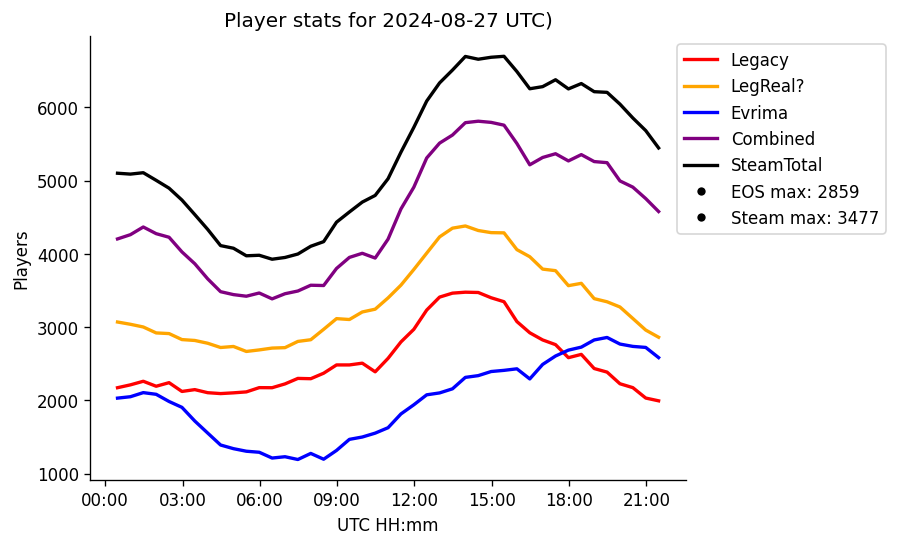 Player stats for 2024-08-27 UTC)
Legacy
LegReal?
Evrima
Combined
SteamTotal
EOS max: 2859
Steam max: 3477
6000
5000
4000
3000
2000
1000
Players
00:00 03:00 06:00 09:00 12:00 15:00 18:00 21:00
UTC HH:mm